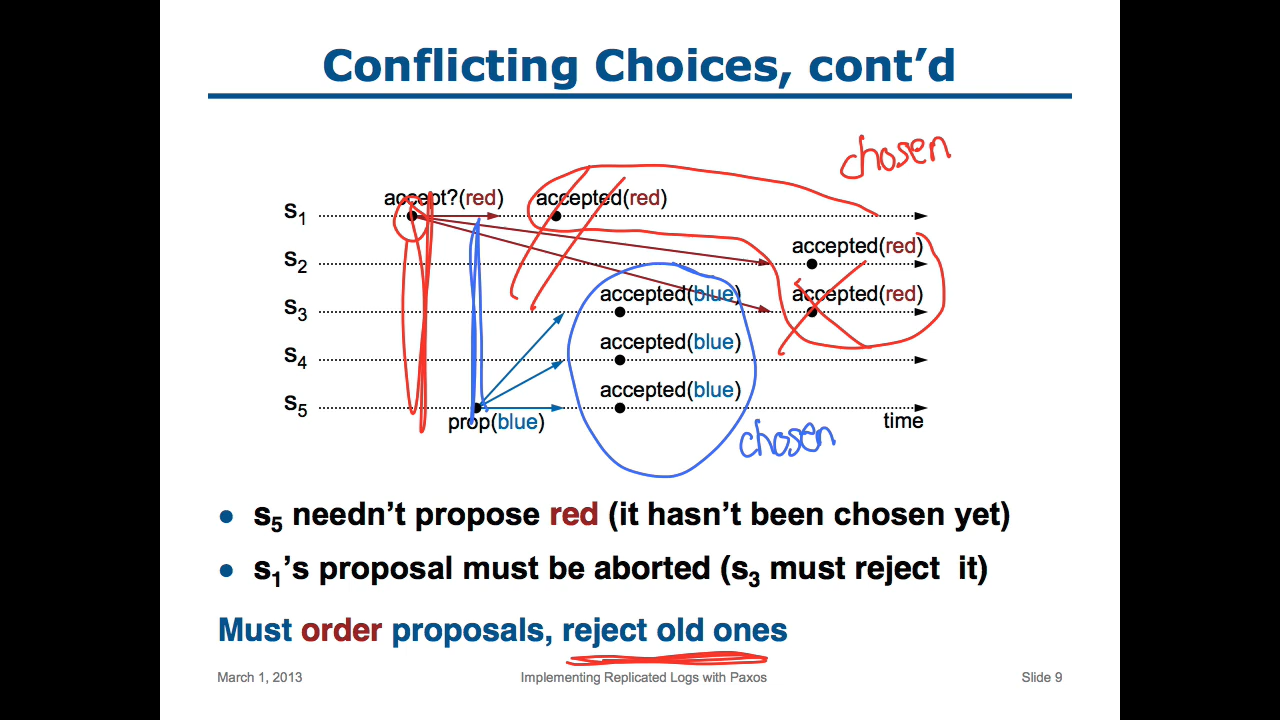 Conflicting Choices, cont’d
chosen
accept?(red) accepted(red)
s1
accepted(red)
s2
accepted(blue) accepted(red)
s3
accepted(blue)
s4
accepted(blue)
s5
prop(blue) time
chosen
● s5 needn’t propose red (it hasn’t been chosen yet)
● s1’s proposal must be aborted (s3 must reject it)
Must order proposals, reject old ones
March 1, 2013 Implementing Replicated Logs with Paxos Slide 9